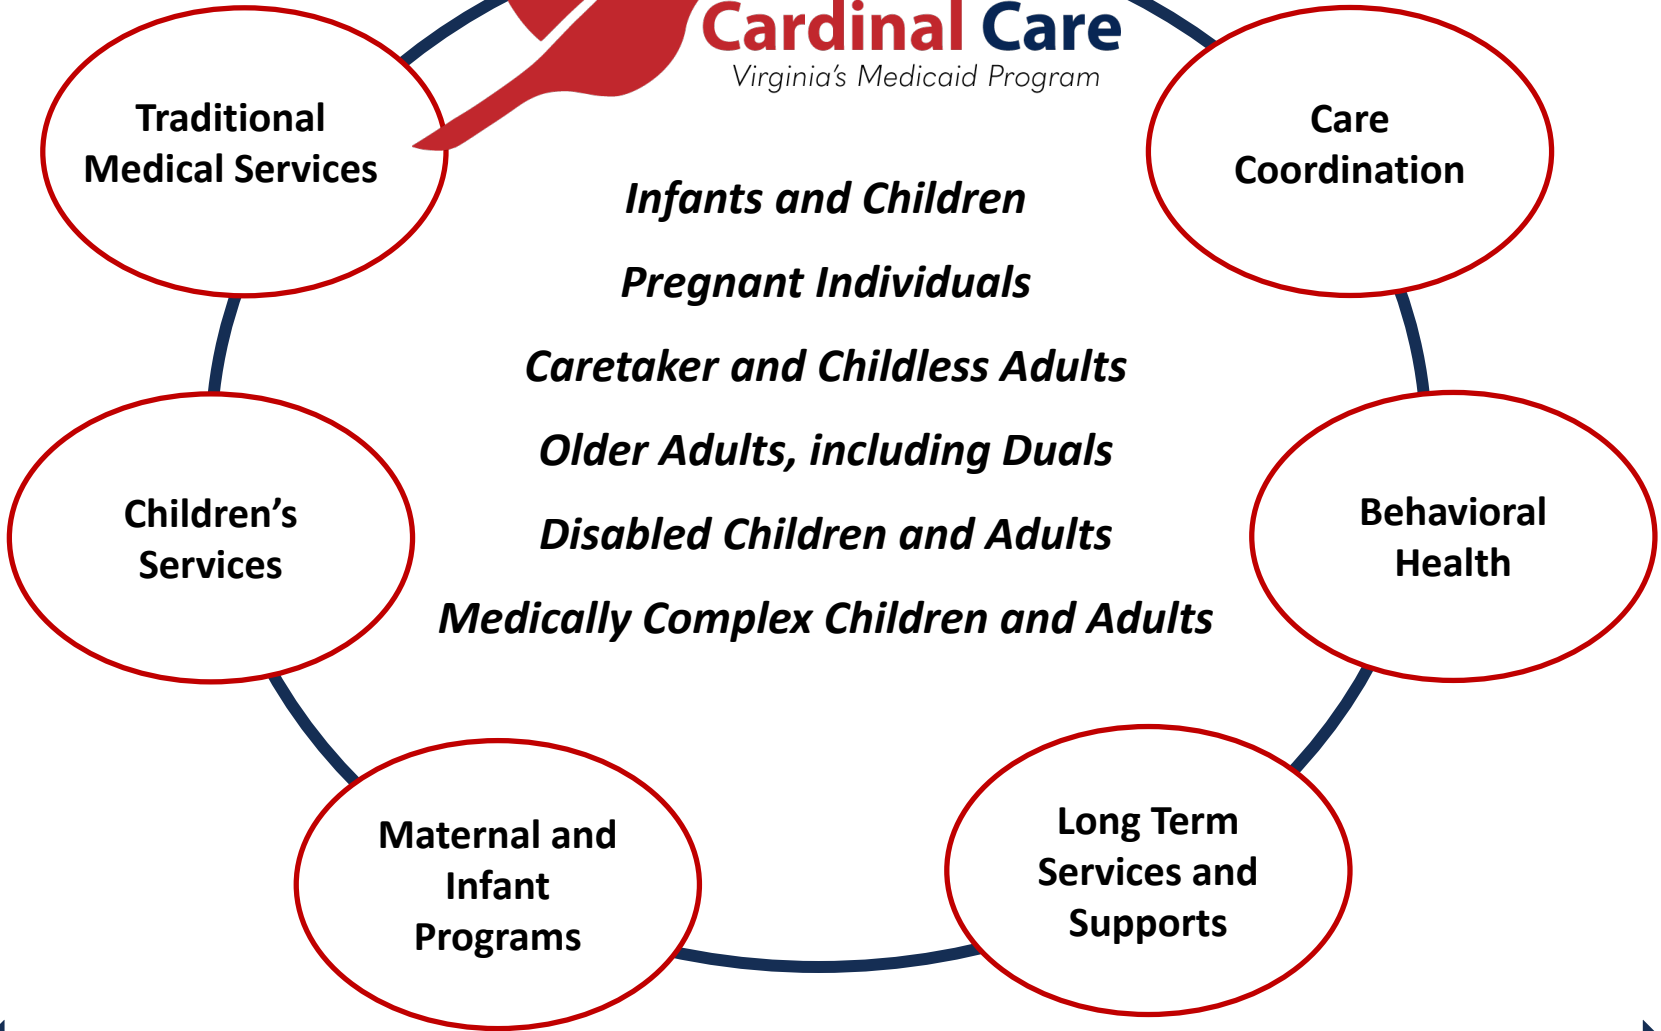 Cardinal Care
Virginia's Medicaid Program
Traditional
Medical Services
Care
Coordination
Infants and Children
Pregnant Individuals
Caretaker and Childless Adults
Older Adults, including Duals
Disabled Children and Adults
Medically Complex Children and Adults
Children’s
Services
Behavioral
Health
Maternal and
Infant
Programs
Long Term
Services and
Supports